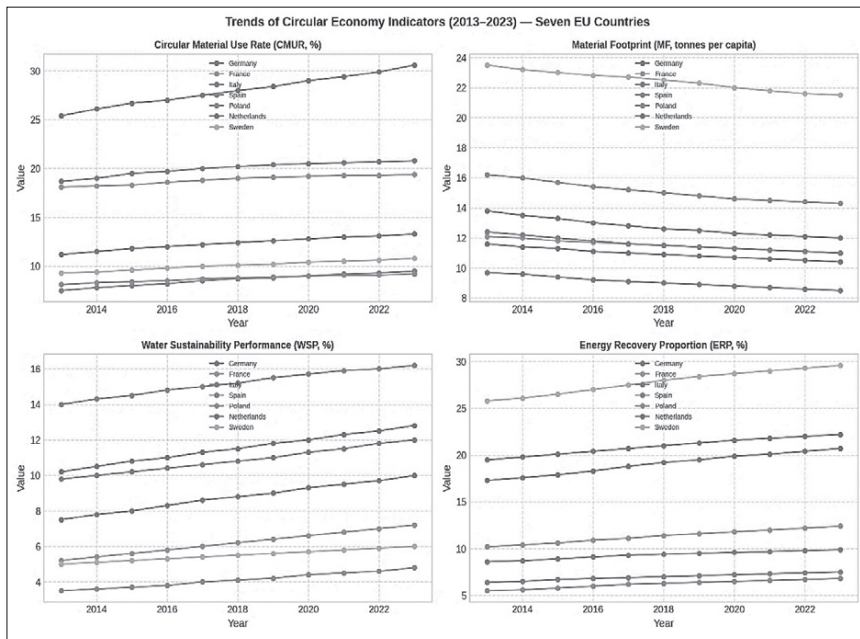 Trends of Circular Economy Indicators (2013–2023) — Seven EU Countries
Circular Material Use Rate (CMUR, %)
Germany
France
Italy
Spain
Poland
Netherlands
Sweden
Value
30
25
20
15
10
2014 2016 2018 2020 2022
Year
Material Footprint (MF, tonnes per capita)
Germany
France
Italy
Spain
Poland
Netherlands
Sweden
Value
24
22
20
18
16
14
12
10
8
2014 2016 2018 2020 2022
Year
Water Sustainability Performance (WSP, %)
Germany
France
Italy
Spain
Poland
Netherlands
Sweden
Value
16
14
12
10
8
6
4
2014 2016 2018 2020 2022
Year
Energy Recovery Proportion (ERP, %)
Germany
France
Italy
Spain
Poland
Netherlands
Sweden
Value
30
25
20
15
10
5
2014 2016 2018 2020 2022
Year